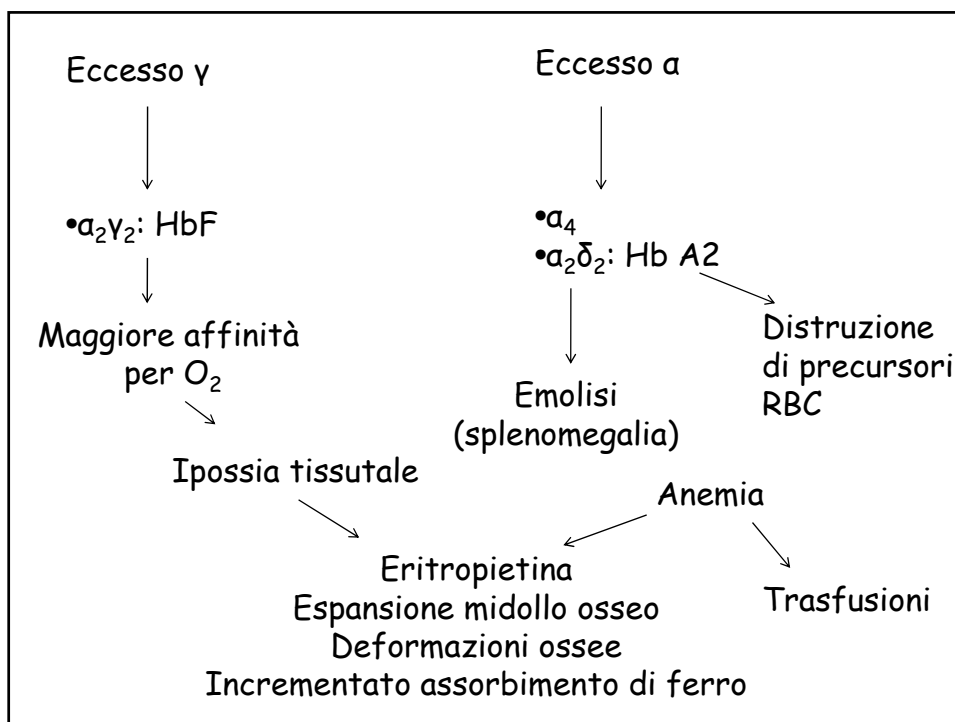 Eccesso γ
Eccesso α
•α₂γ₂: HbF
•α₄
•α₂δ₂: Hb A2
Maggiore affinità
per O₂
Distruzione
di precursori
RBC
Emolisi
(splenomegalia)
Ipossia tissutale
Anemia
Eritropietina
Espansione midollo osseo
Deformazioni ossee
Incrementato assorbimento di ferro
Trasfusioni